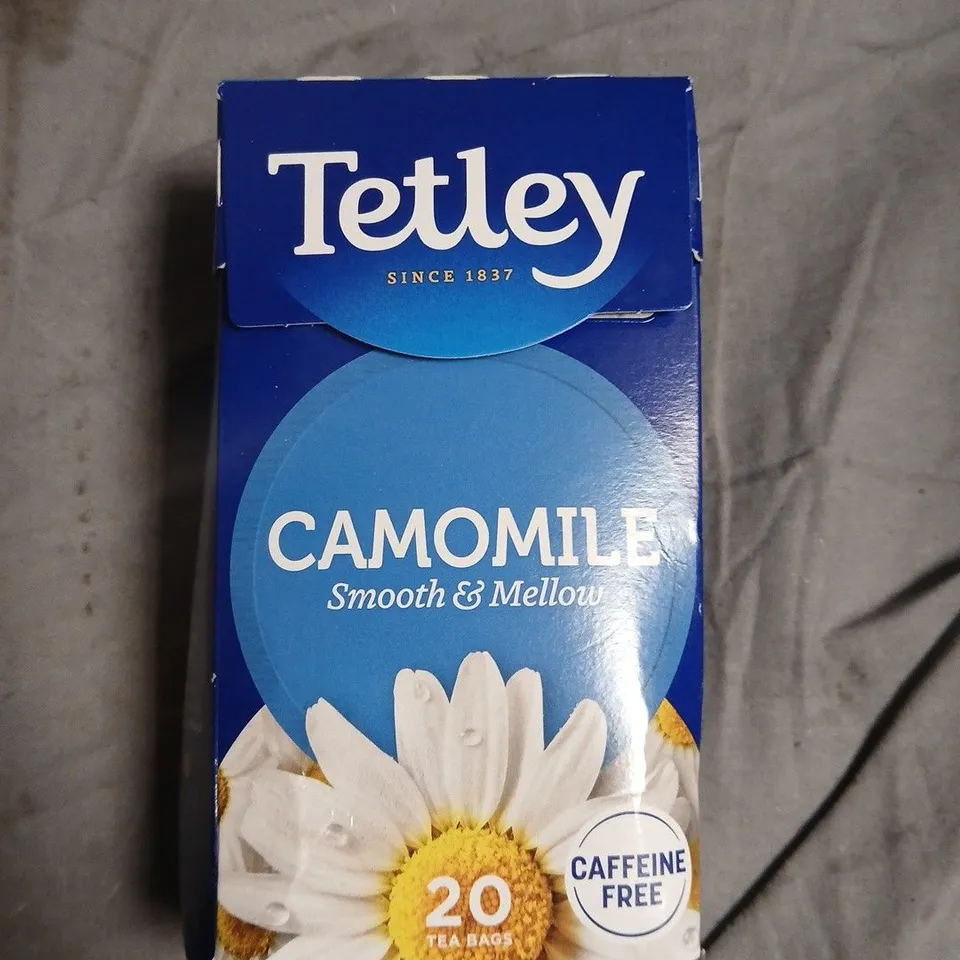 Tetley
SINCE 1837
CAMOMILE
Smooth & Mellow
CAFFEINE
FREE
20
TEA BAGS